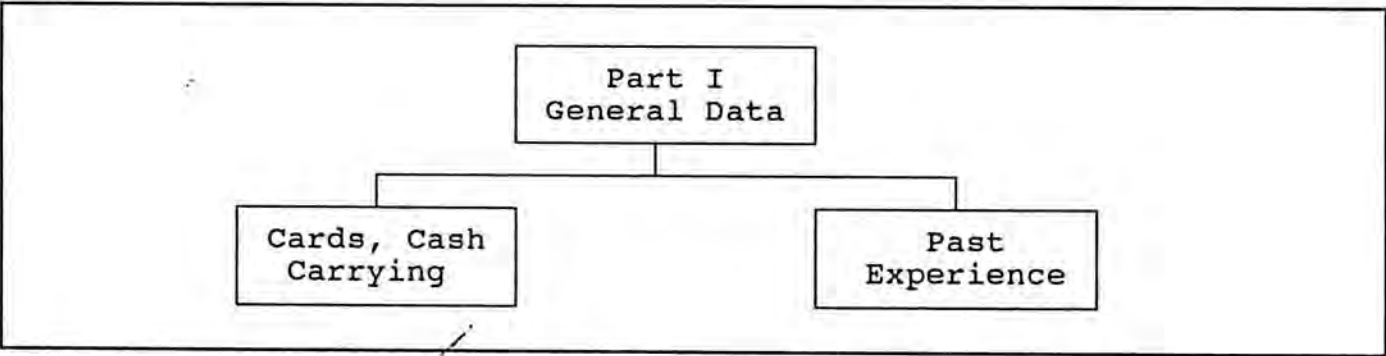 Part I
General Data
Cards, Cash
Carrying
Past
Experience